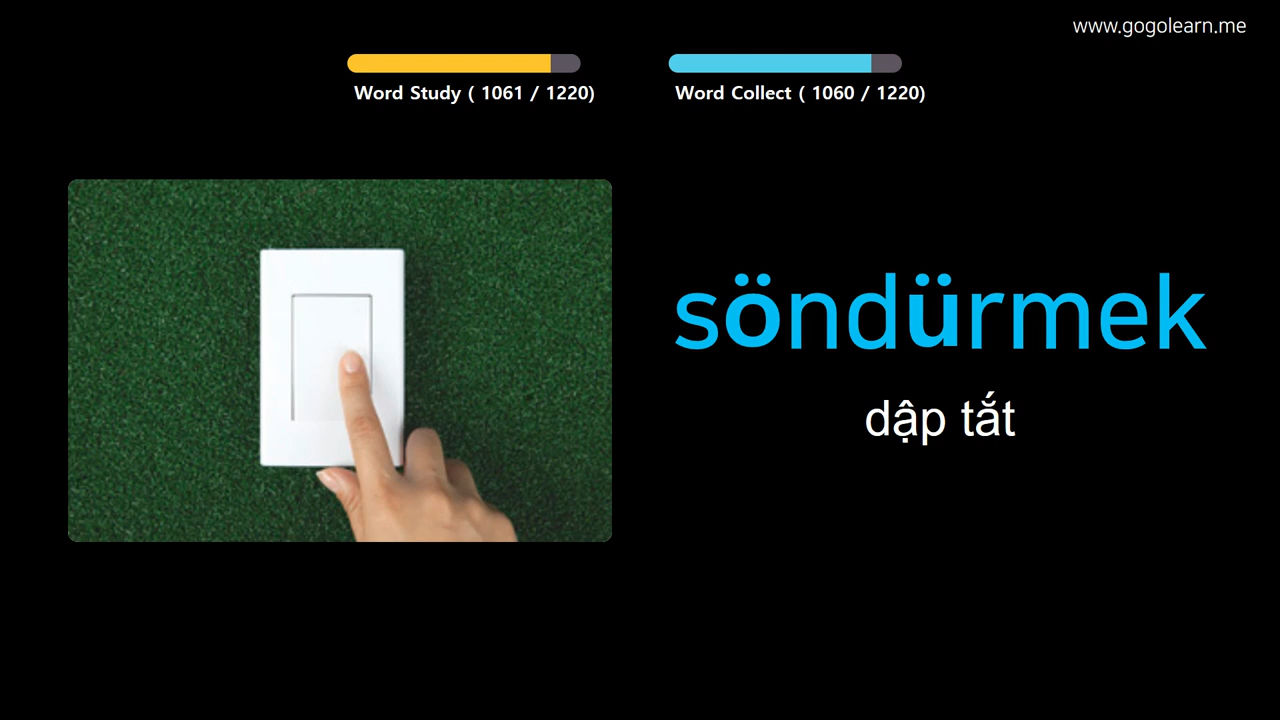 www.gogolearn.me
Word Study ( 1061 / 1220)
Word Collect ( 1060 / 1220)
söndürmek
dập tắt